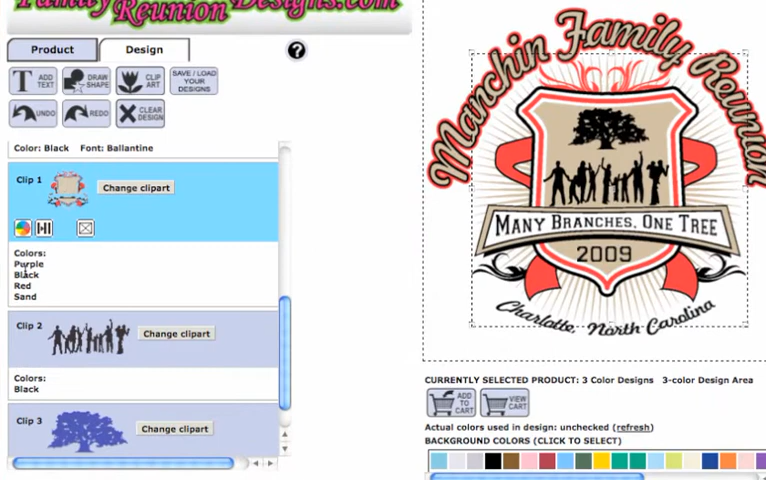 Family
Reunion Designs.com
Product
Design
?
ADD TEXT
DRAW SHAPE
CLIP ART
SAVE / LOAD YOUR DESIGNS
UNDO
REDO
CLEAR DESIGN
Color: Black Font: Ballantine
Clip 1
Change clipart
Colors:
Purple
Black
Red
Sand
Clip 2
Change clipart
Colors:
Black
Clip 3
Change clipart
Manchin Family Reunion
MANY BRANCHES, ONE TREE
2009
Charlotte, North Carolina
CURRENTLY SELECTED PRODUCT: 3 Color Designs 3-color Design Area
ADD TO CART
VIEW CART
Actual colors used in design: unchecked (refresh)
BACKGROUND COLORS (CLICK TO SELECT)